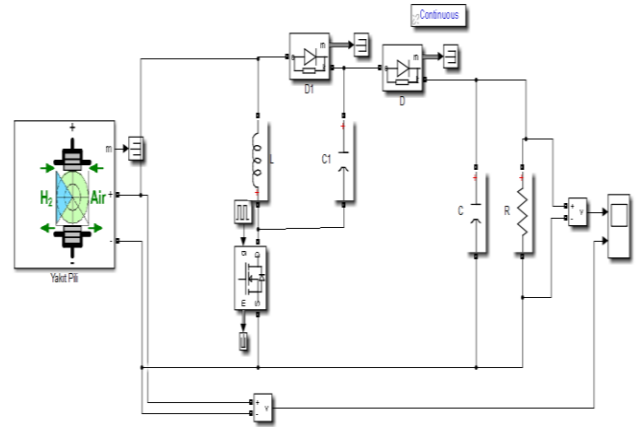 Continuous
m
D1
m
D
+
m
H2
Air
+
-
-
Yakıt Pili
L
+
+
C1
g
D
m
S
+
C
+
R
+
-
v
+
-
v